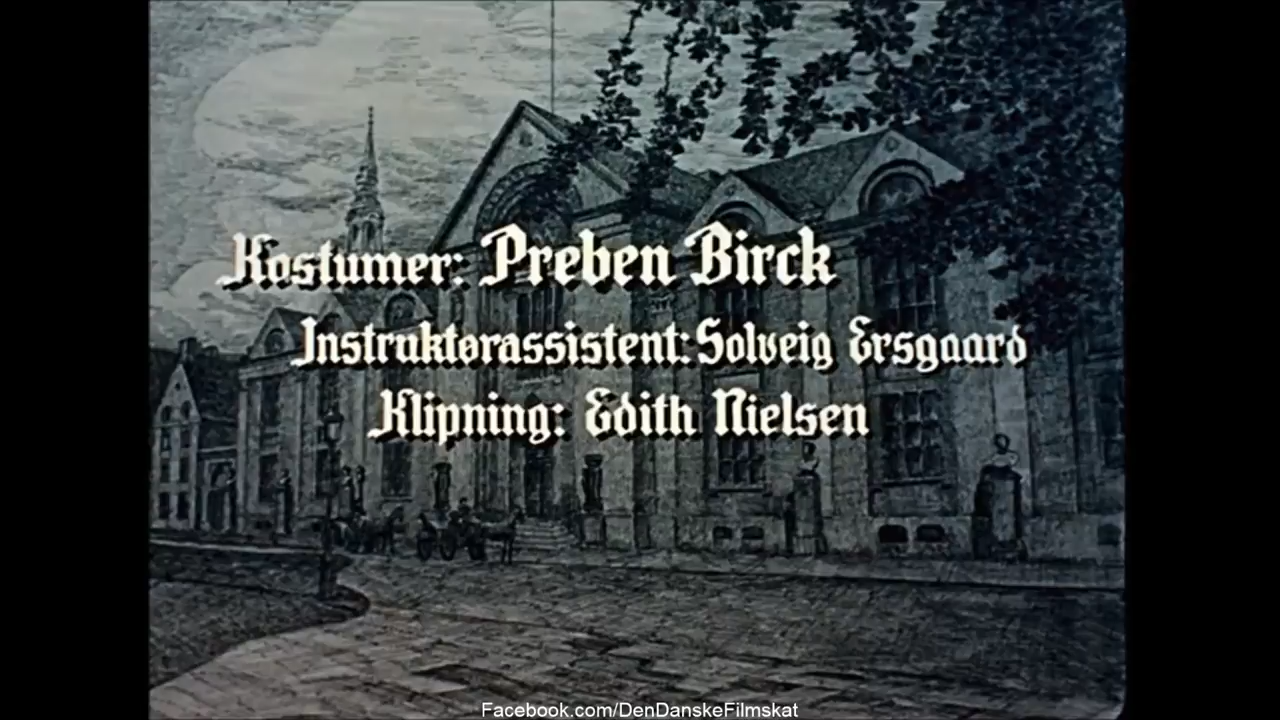 Kostumer: Preben Birck
Instruktørassistent: Solveig Ersgaard
Klipning: Edith Nielsen
Facebook.com/DenDanskeFilmskat